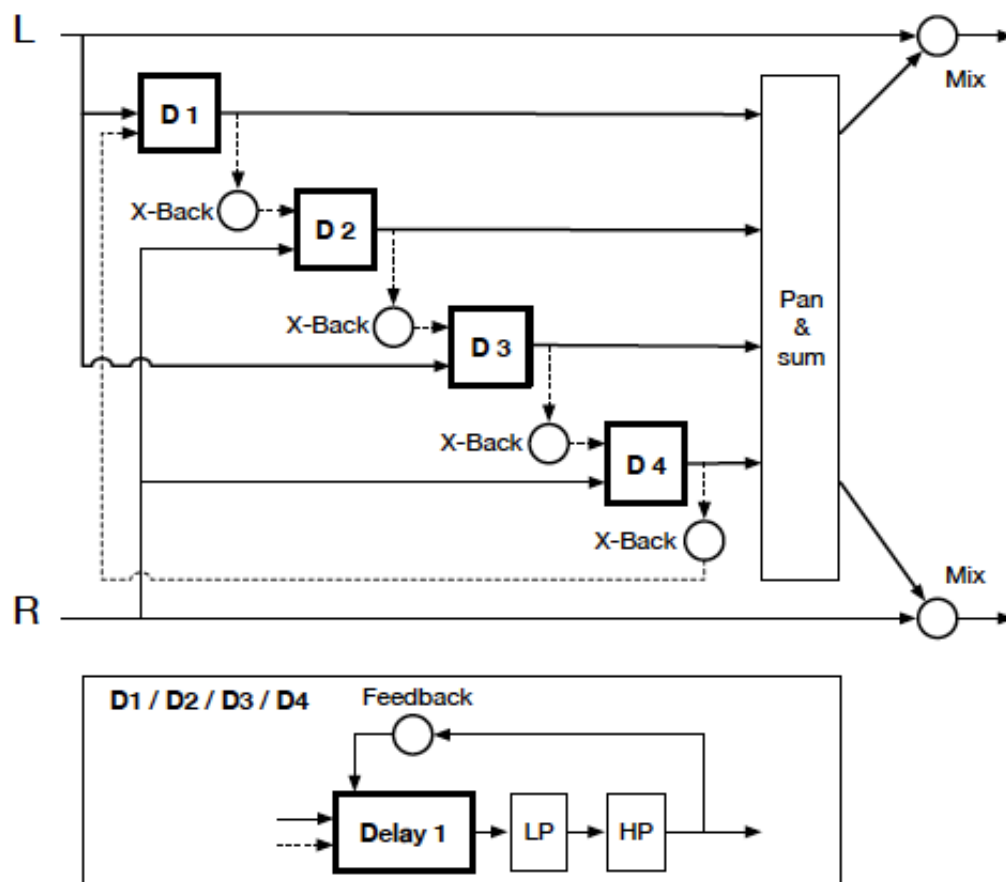 L
Mix
D 1
X-Back
D 2
X-Back
D 3
Pan
&
sum
X-Back
D 4
X-Back
Mix
R
D1 / D2 / D3 / D4
Feedback
Delay 1
LP
HP